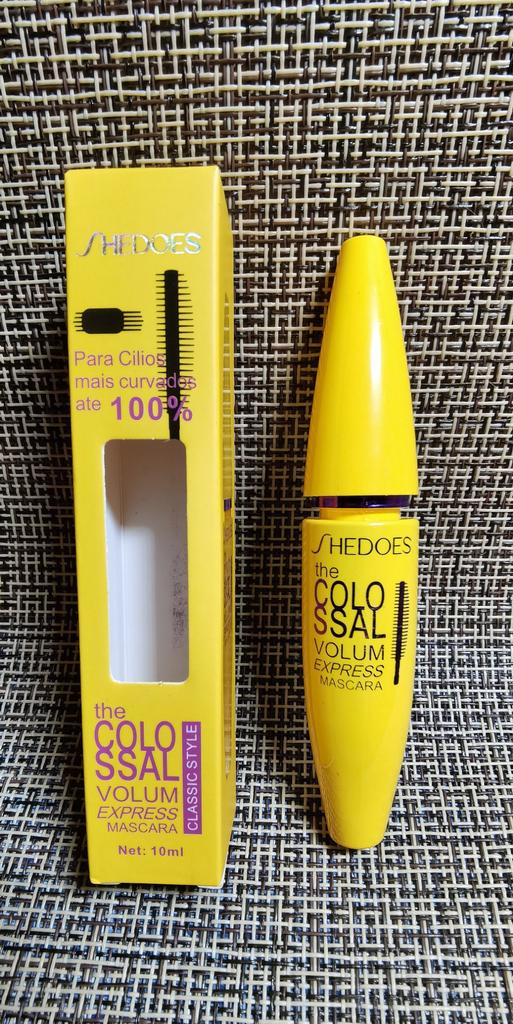 SHEDOES
Para Cilios
mais curvados
ate 100%
the
COLO
SSAL
VOLUM
EXPRESS
MASCARA
CLASSIC STYLE
Net: 10ml
SHEDOES
the
COLO
SSAL
VOLUM
EXPRESS
MASCARA